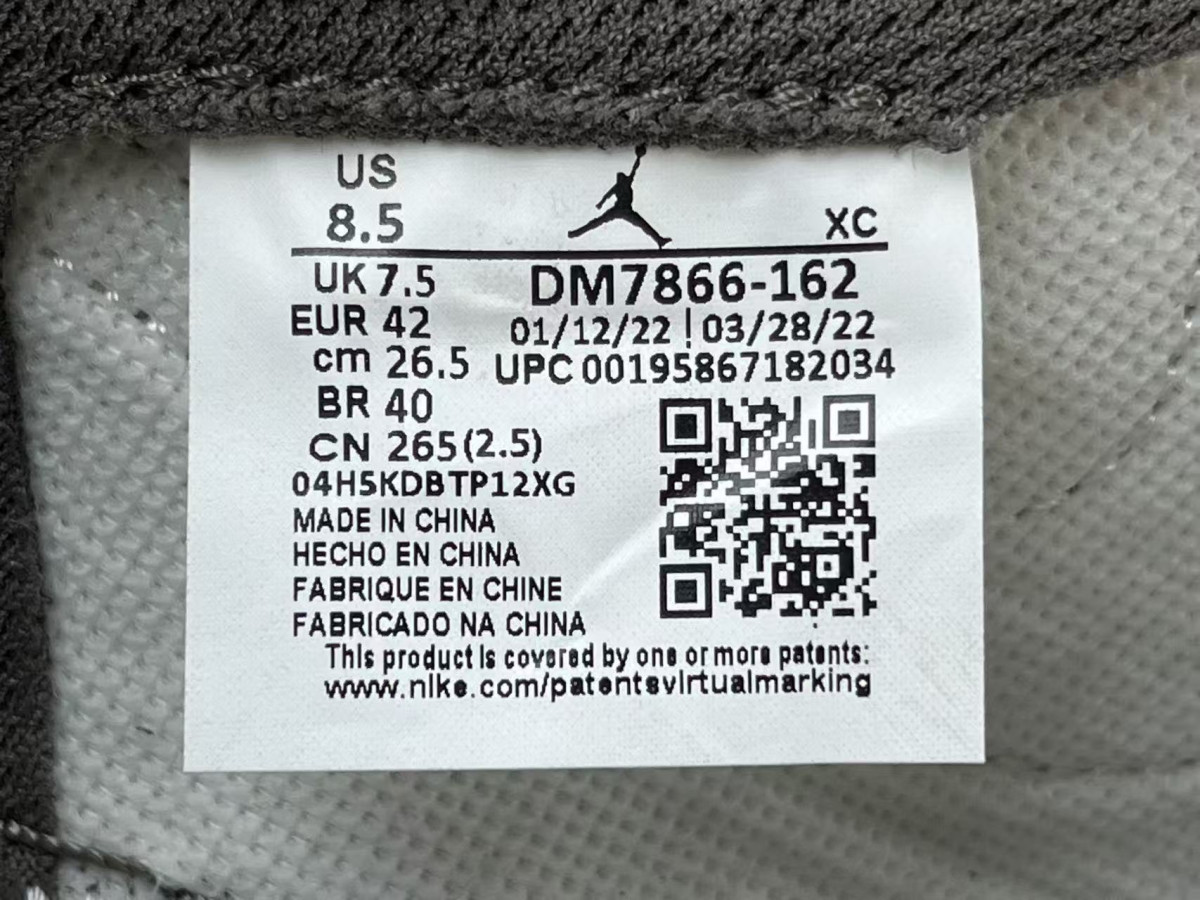 US
8.5
XC
UK 7.5
DM7866-162
EUR 42
01/12/22 | 03/28/22
cm 26.5
UPC 001958671​82034
BR 40
CN 265(2.5)
04H5KDBTP12XG
MADE IN CHINA
HECHO EN CHINA
FABRIQUE EN CHINE
FABRICADO NA CHINA
This product is covered by one or more patents:
www.nike.com/patentsvirtualmarking